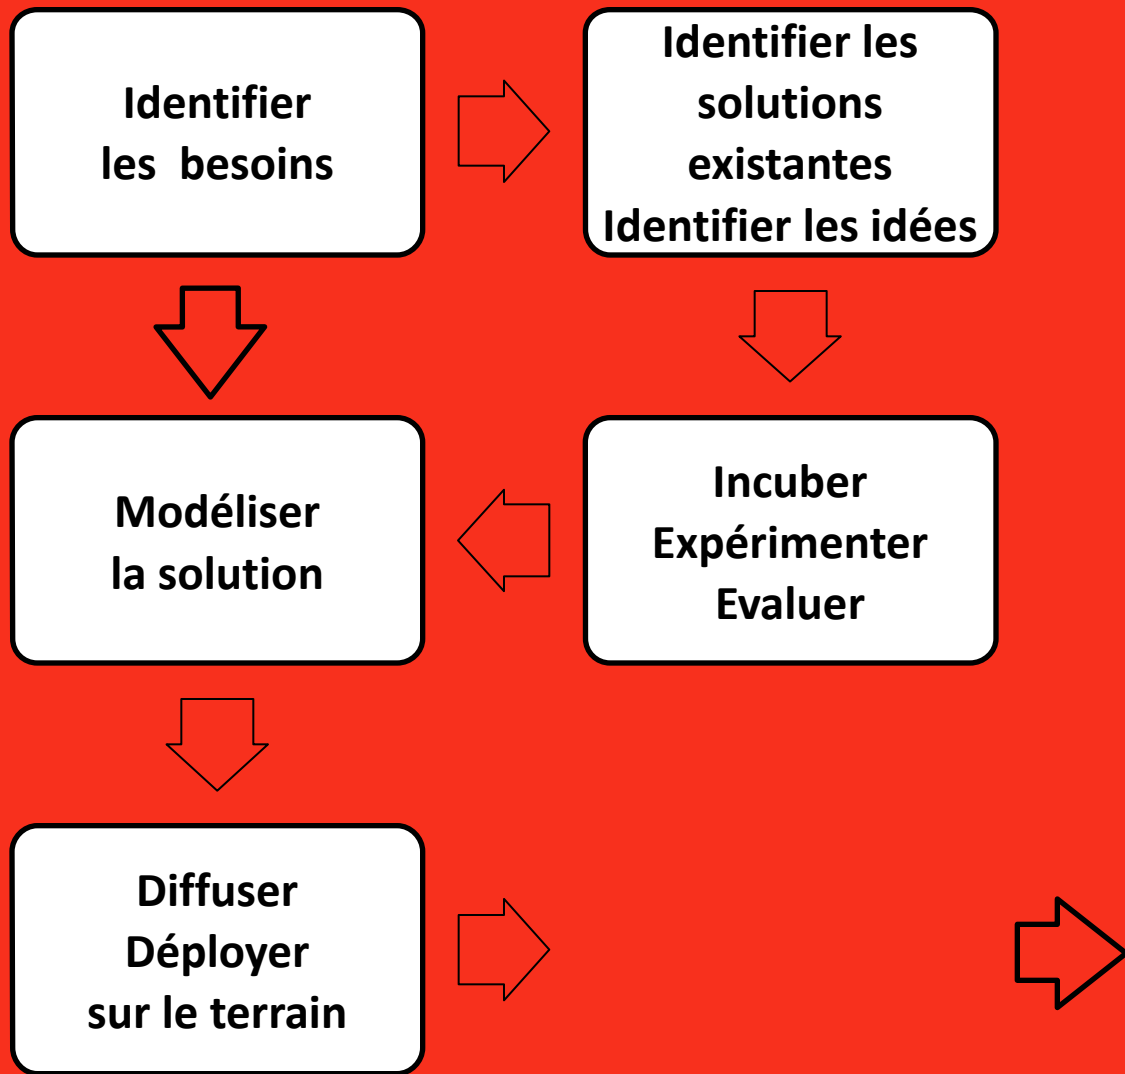 Identifier
les  besoins
Identifier les
solutions
existantes
Identifier les idées
Modéliser
la solution
Incuber
Expérimenter
Evaluer
Diffuser
Déployer
sur le terrain